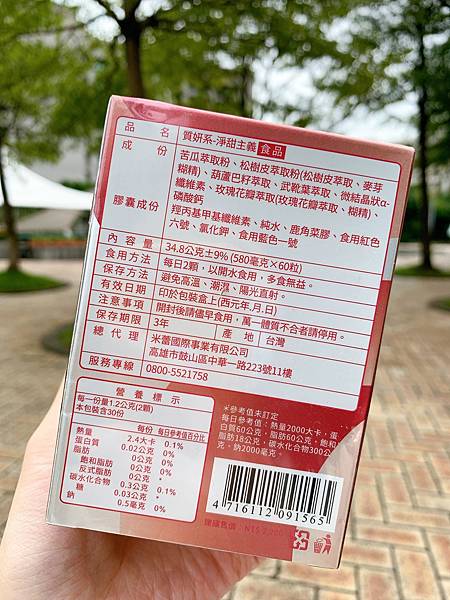 品名 質妍系-淨甜主義 食品
成份 苦瓜萃取粉、松樹皮萃取粉(松樹皮萃取、麥芽
糊精)、葫蘆巴籽萃取、武靴葉萃取、微結晶狀α-
纖維素、玫瑰花瓣萃取(玫瑰花瓣萃取、糊精)、
磷酸鈣
膠囊成份 羥丙基甲基纖維素、純水、鹿角菜膠、食用紅色
六號、氯化鉀、食用藍色一號
內容量 34.8公克±9% (580毫克×60粒)
食用方法 每日2顆，以開水食用，多食無益。
保存方法 避免高溫、潮濕、陽光直射。
有效日期 印於包裝盒上(西元年.月.日)
注意事項 開封後請儘早食用，萬一體質不合者請停用。
保存期限 3年 產地 台灣
總代理 米蕾國際事業有限公司
高雄市鼓山區中華一路223號11樓
服務專線 0800-5521758
營養標示
每一份量1.2公克(2顆)
本包裝含30份
每份 每日參考值百分比
熱量 2.4大卡 0.1%
蛋白質 0.02公克 0%
脂肪 0公克 0%
飽和脂肪 0公克 0%
反式脂肪 0公克 *
碳水化合物 0.3公克 0.1%
糖 0.03公克 *
鈉 0.5毫克 0%
＊參考值未訂定
每日參考值：熱量2000大卡，蛋
白質60公克，脂肪60公克，飽和
脂肪18公克，碳水化合物300公
克，鈉2000毫克。
4 716112 091565
建議售價：NT$